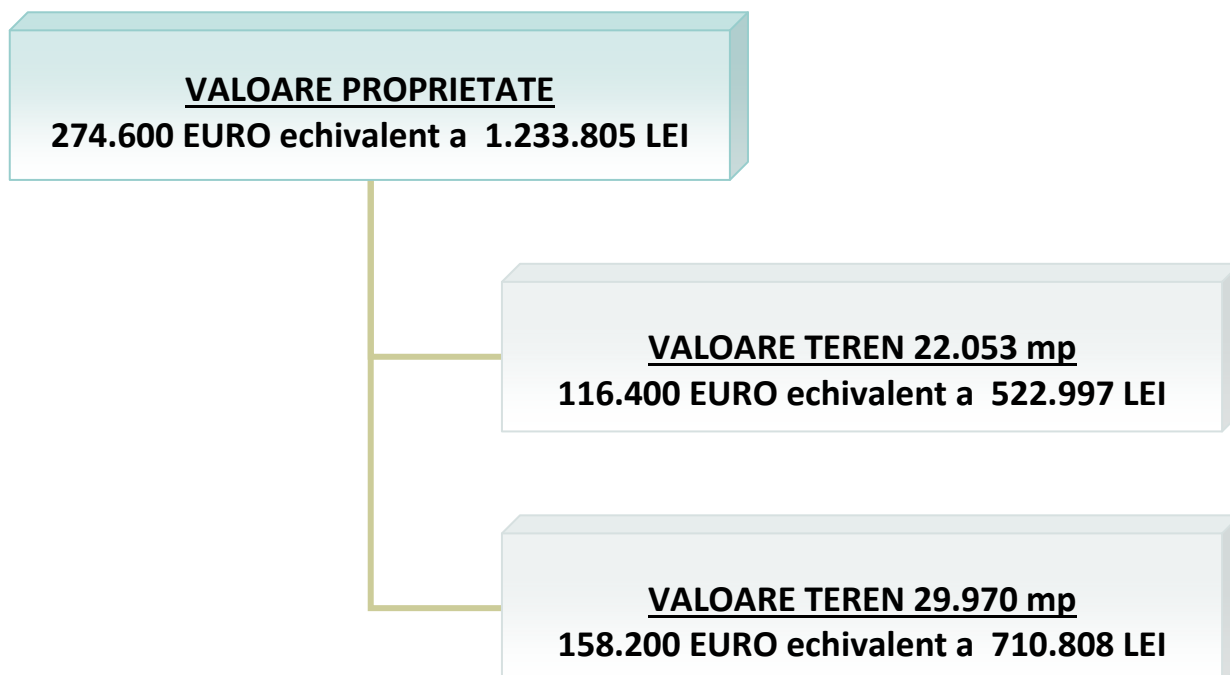 VALOARE PROPRIETATE
274.600 EURO echivalent a 1.233.805 LEI
VALOARE TEREN 22.053 mp
116.400 EURO echivalent a 522.997 LEI
VALOARE TEREN 29.970 mp
158.200 EURO echivalent a 710.808 LEI